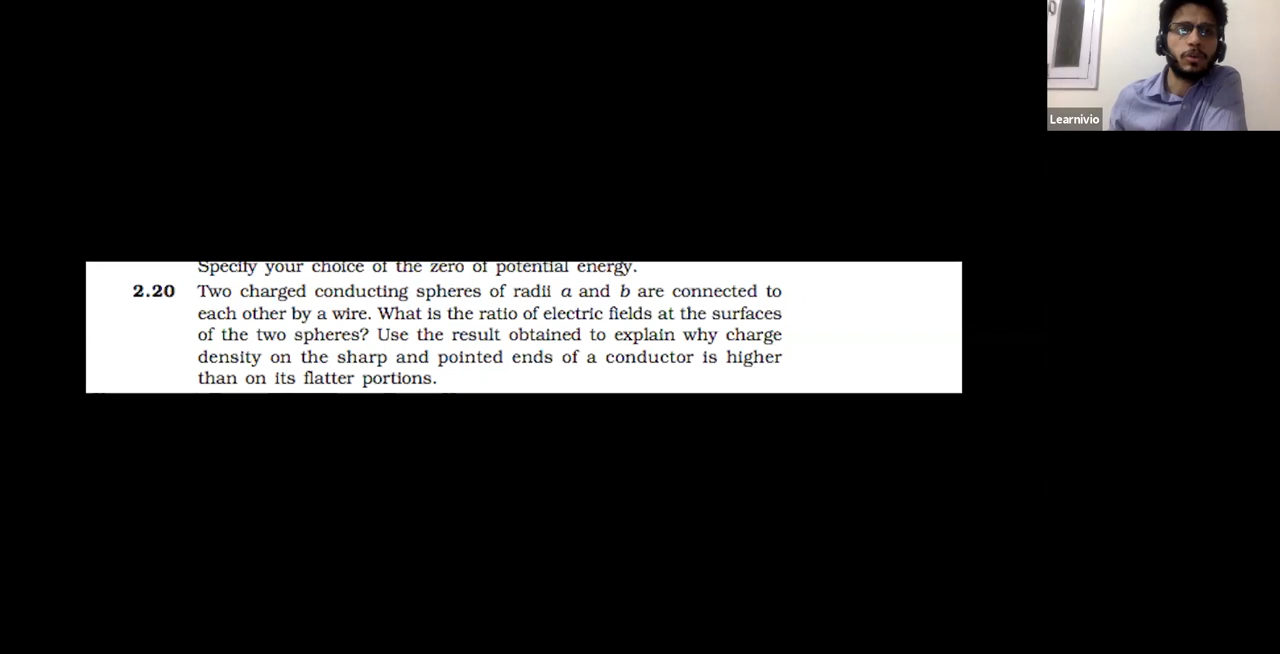 Learnivio
Specify your choice of the zero of potential energy.
2.20 Two charged conducting spheres of radii a and b are connected to
each other by a wire. What is the ratio of electric fields at the surfaces
of the two spheres? Use the result obtained to explain why charge
density on the sharp and pointed ends of a conductor is higher
than on its flatter portions.